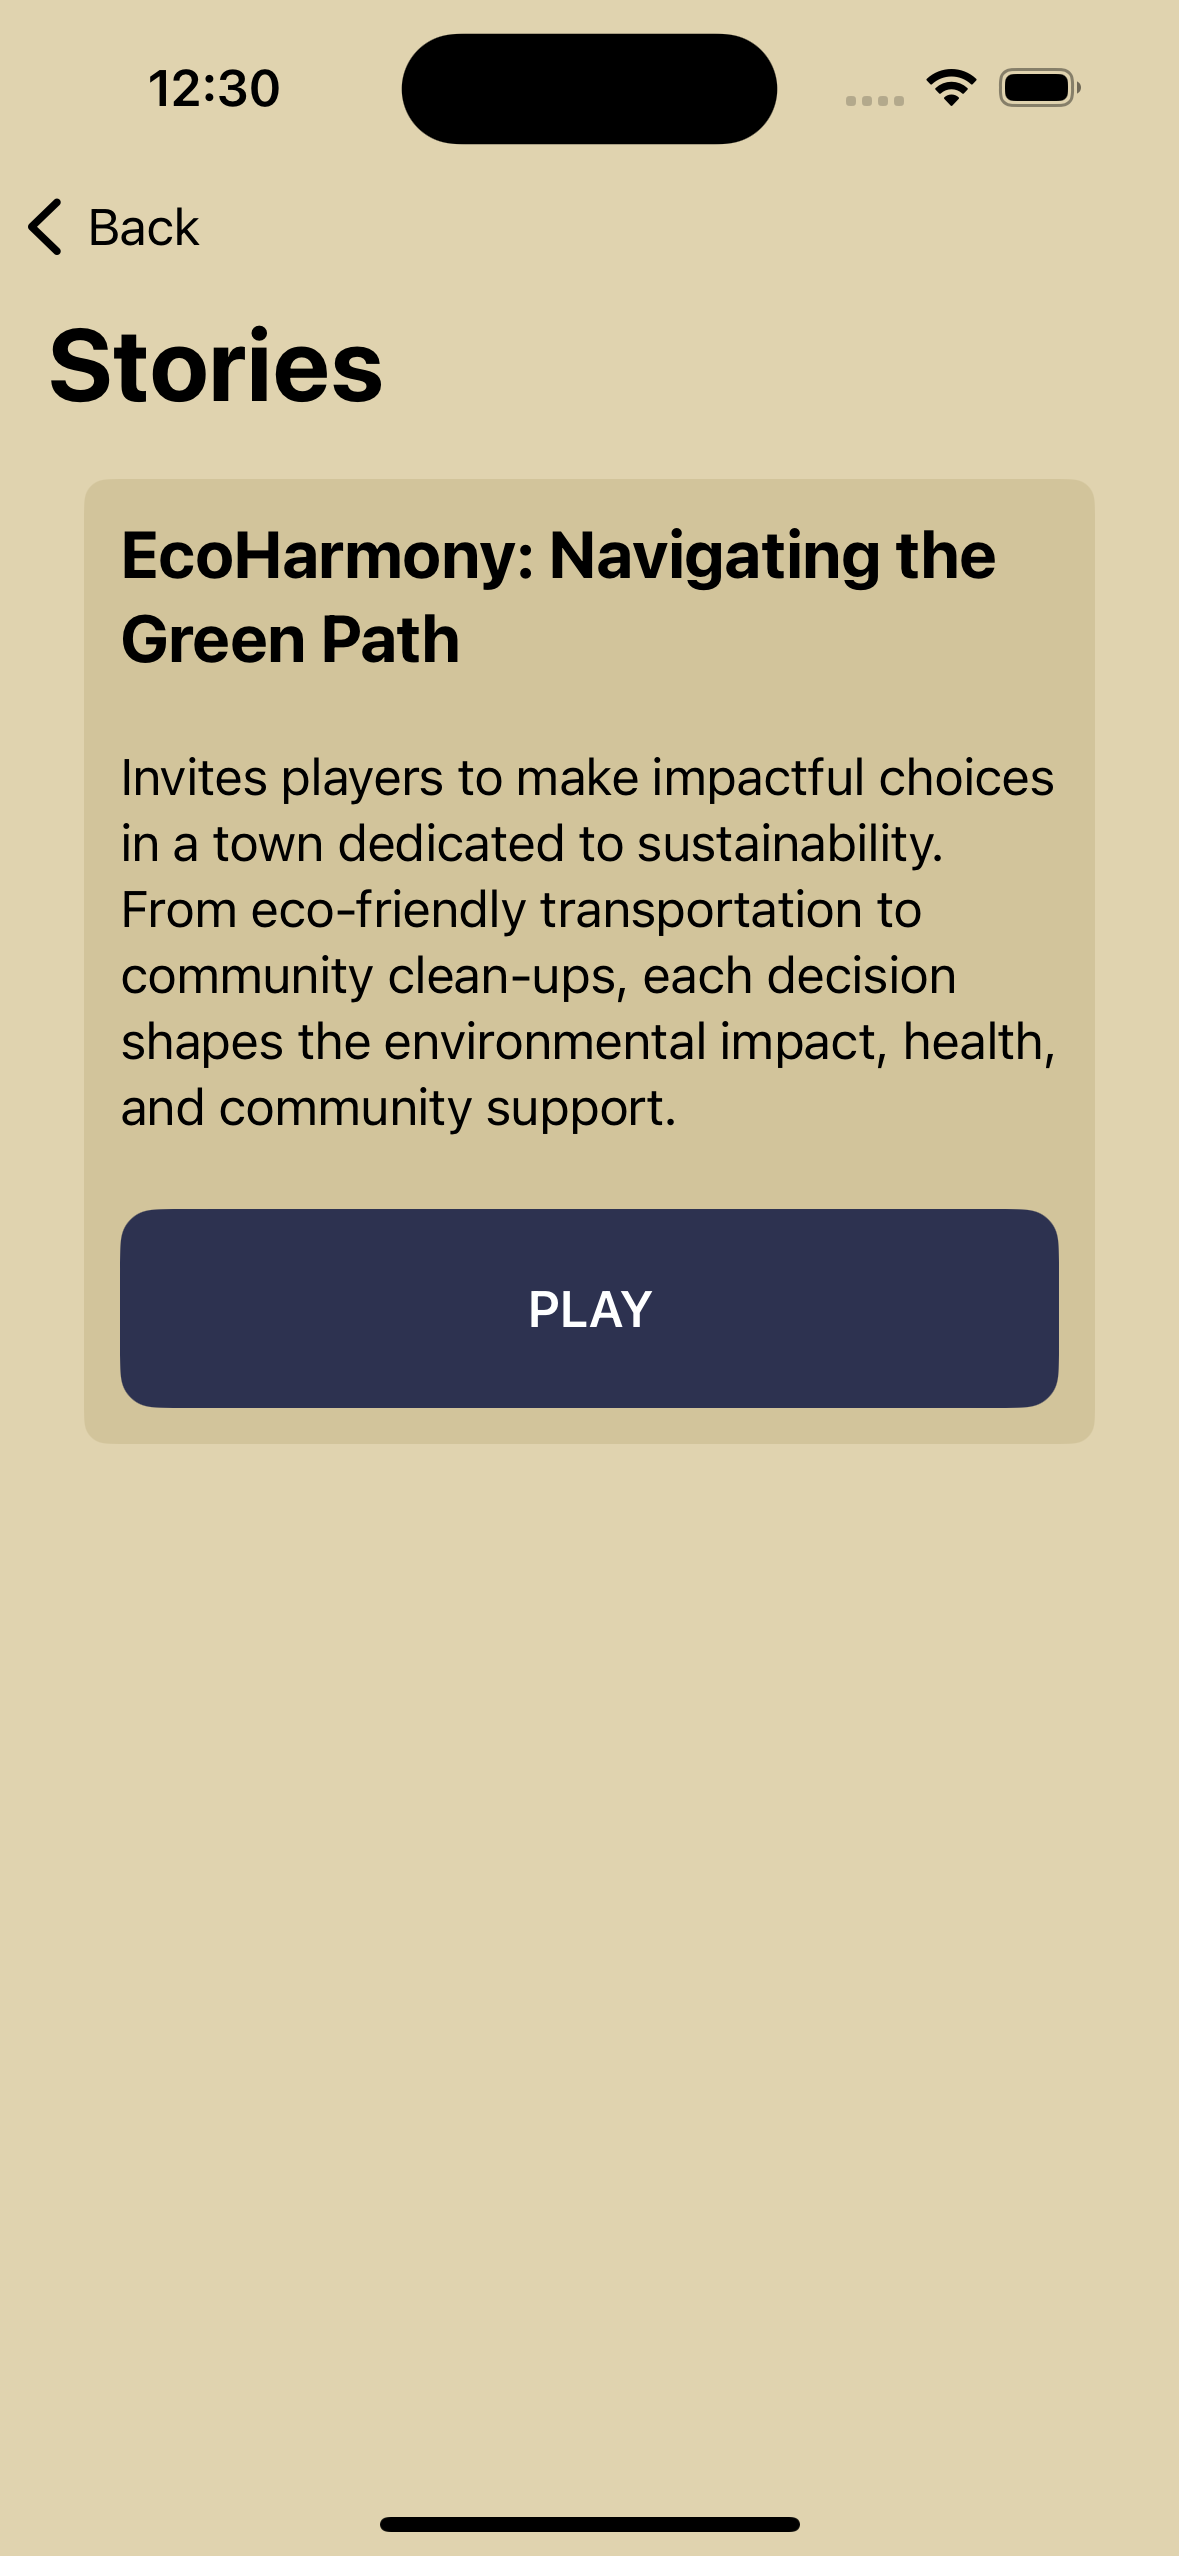 12:30
Back
Stories
EcoHarmony: Navigating the
Green Path
Invites players to make impactful choices
in a town dedicated to sustainability.
From eco-friendly transportation to
community clean-ups, each decision
shapes the environmental impact, health,
and community support.
PLAY